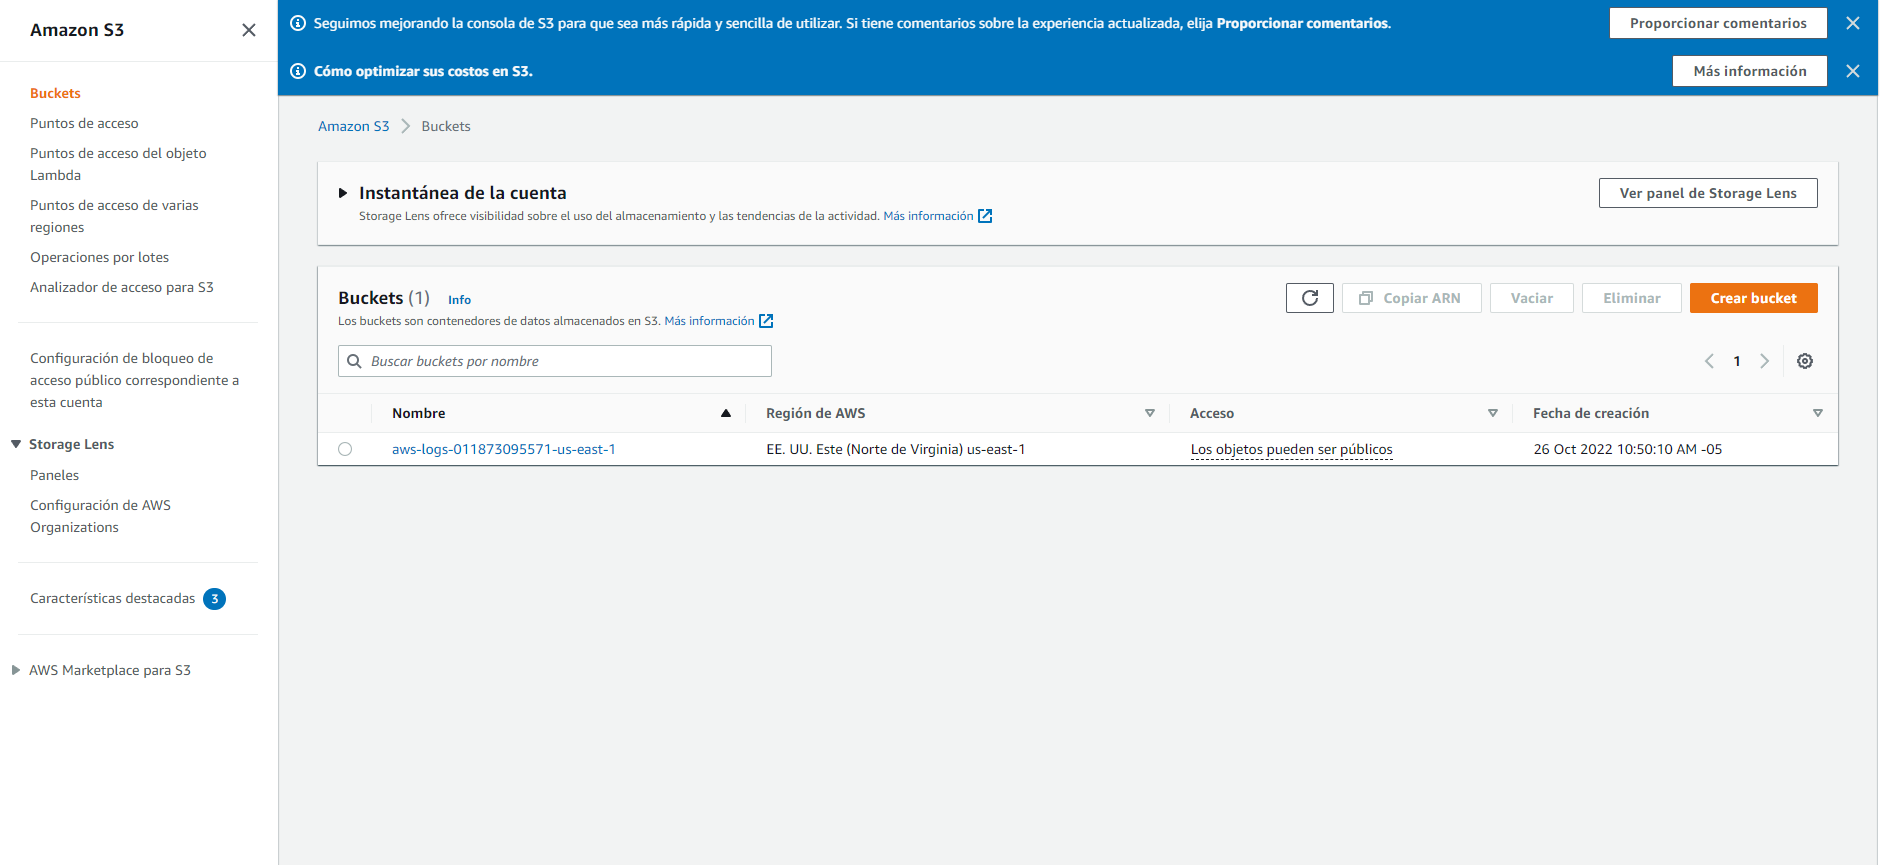 Amazon S3
Buckets
Puntos de acceso
Puntos de acceso del objeto
Lambda
Puntos de acceso de varias
regiones
Operaciones por lotes
Analizador de acceso para S3
Configuración de bloqueo de
acceso público correspondiente a
esta cuenta
Storage Lens
Paneles
Configuración de AWS
Organizations
Características destacadas 3
AWS Marketplace para S3
Seguimos mejorando la consola de S3 para que sea más rápida y sencilla de utilizar. Si tiene comentarios sobre la experiencia actualizada, elija Proporcionar comentarios. Proporcionar comentarios
Cómo optimizar sus costos en S3. Más información
Amazon S3 Buckets
Instantánea de la cuenta Ver panel de Storage Lens
Storage Lens ofrece visibilidad sobre el uso del almacenamiento y las tendencias de la actividad. Más información
Buckets (1) Info Copiar ARN Vaciar Eliminar Crear bucket
Los buckets son contenedores de datos almacenados en S3. Más información
Buscar buckets por nombre 1
Nombre Región de AWS Acceso Fecha de creación
aws-logs-011873095571-us-east-1 EE. UU. Este (Norte de Virginia) us-east-1 Los objetos pueden ser públicos 26 Oct 2022 10:50:10 AM -05